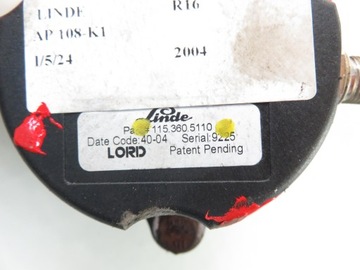 LINDE R16
AP 108-K1
1/5/24 2004
Linde
Part# 115.360.5110
Date Code:40-04 Serial:9225
LORD Patent Pending